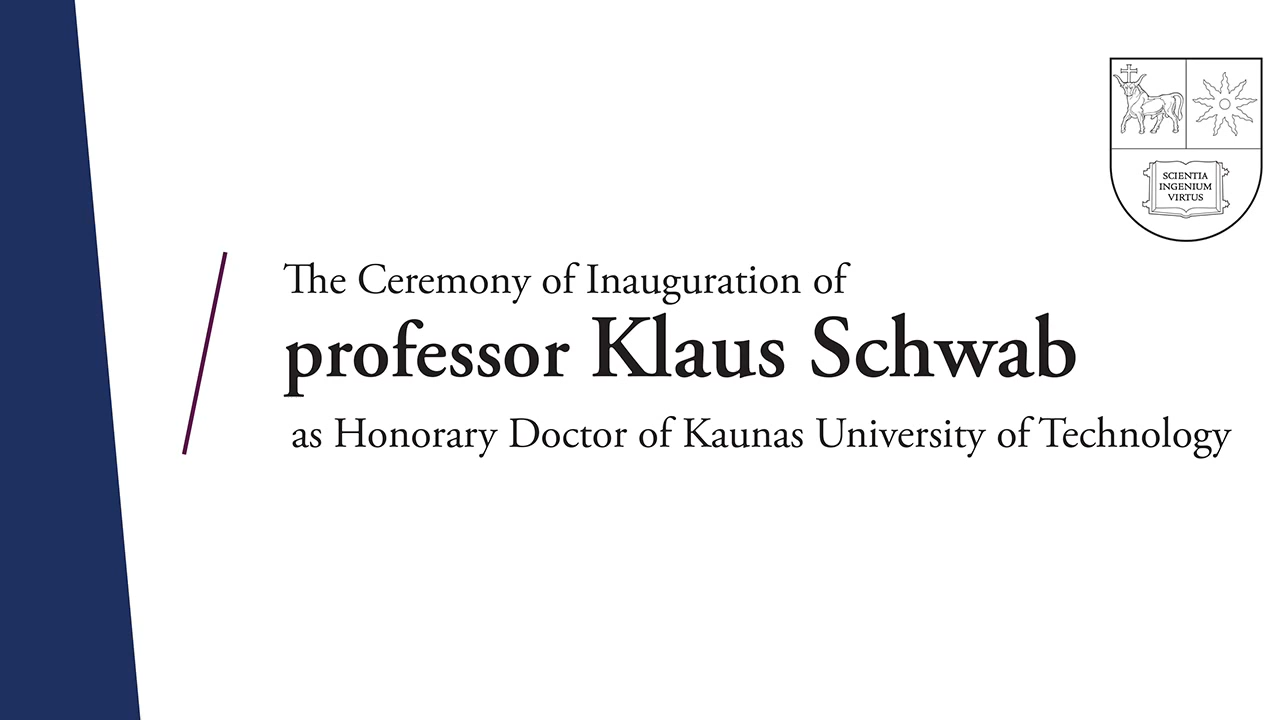 SCIENTIA
INGENIUM
VIRTUS
The Ceremony of Inauguration of
professor Klaus Schwab
as Honorary Doctor of Kaunas University of Technology